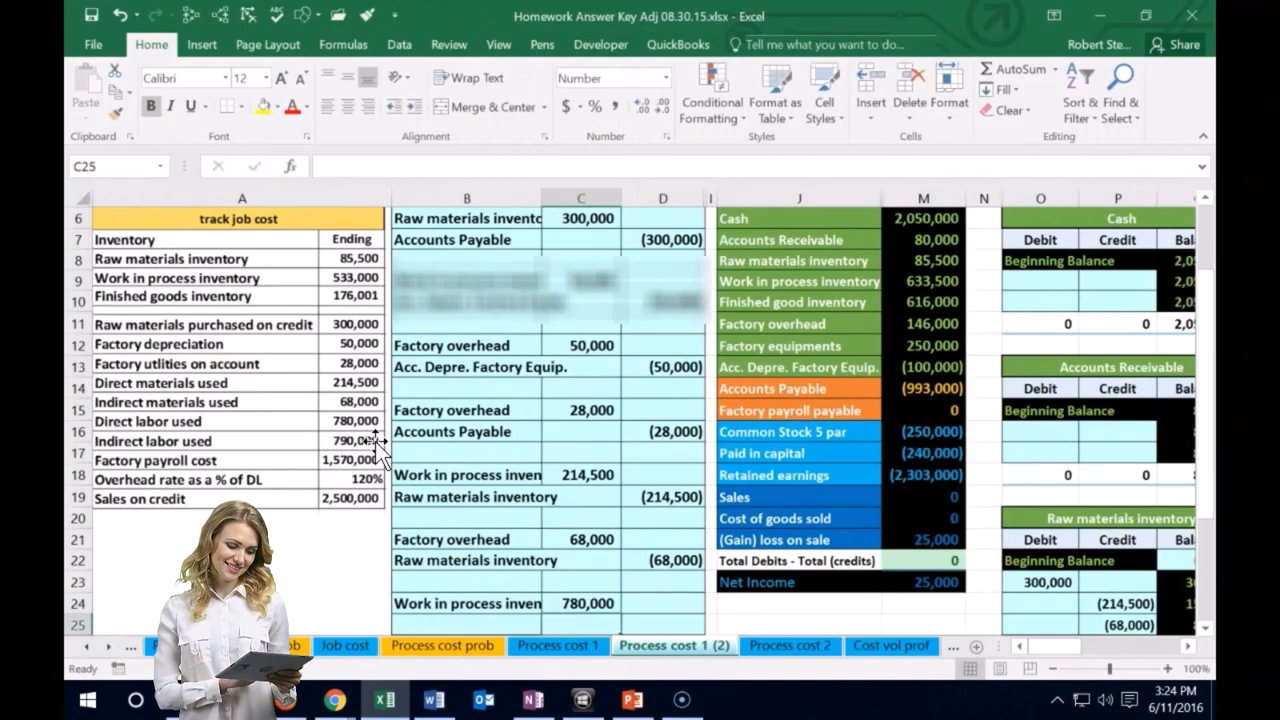 Homework Answer Key Adj 08.30.15.xlsx - Excel
File Home Insert Page Layout Formulas Data Review View Pens Developer QuickBooks Tell me what you want to do... Robert Ste... Share
Paste Calibri 12 Wrap Text Number AutoSum
B I U A Merge & Center $ % Conditional Formatting Format as Table Cell Styles Insert Delete Format Fill Clear Sort & Filter Find & Select
Clipboard Font Alignment Number Styles Cells Editing
C25 fx
A B C D I J M N O P
6 track job cost Raw materials invento 300,000 Cash 2,050,000 Cash
7 Inventory Ending Accounts Payable (300,000) Accounts Receivable 80,000 Debit Credit Bal
8 Raw materials inventory 85,500 Raw materials inventory 85,500 Beginning Balance 2,05
9 Work in process inventory 533,000 Work in process inventory 633,500 2,05
10 Finished goods inventory 176,001 Finished good inventory 616,000 2,05
11 Raw materials purchased on credit 300,000 Factory overhead 146,000 0 0 2,05
12 Factory depreciation 50,000 Factory overhead 50,000 Factory equipments 250,000
13 Factory utlities on account 28,000 Acc. Depre. Factory Equip. (50,000) Acc. Depre. Factory Equip. (100,000) Accounts Receivable
14 Direct materials used 214,500 Accounts Payable (993,000) Debit Credit Bal
15 Indirect materials used 68,000 Factory overhead 28,000 Factory payroll payable 0 Beginning Balance
16 Direct labor used 780,000 Accounts Payable (28,000) Common Stock 5 par (250,000)
17 Indirect labor used Paid in capital (240,000)
18 Factory payroll cost 1,570,000 Work in process inven 214,500 Retained earnings (2,303,000) 0 0
Overhead rate as a % of DL 120%
19 Sales on credit 2,500,000 Raw materials inventory (214,500) Sales 0
20 Cost of goods sold 0 Raw materials inventory
21 Factory overhead 68,000 (Gain) loss on sale 25,000 Debit Credit Bal
22 Raw materials inventory (68,000) Total Debits - Total (credits) 0 Beginning Balance
23 Net Income 25,000 300,000
24 Work in process inven 780,000 (214,500)
25 (68,000)
... ob Job cost Process cost prob Process cost 1 Process cost 1 (2) Process cost 2 Cost vol prof ...
Ready 100%
3:24 PM
6/11/2016